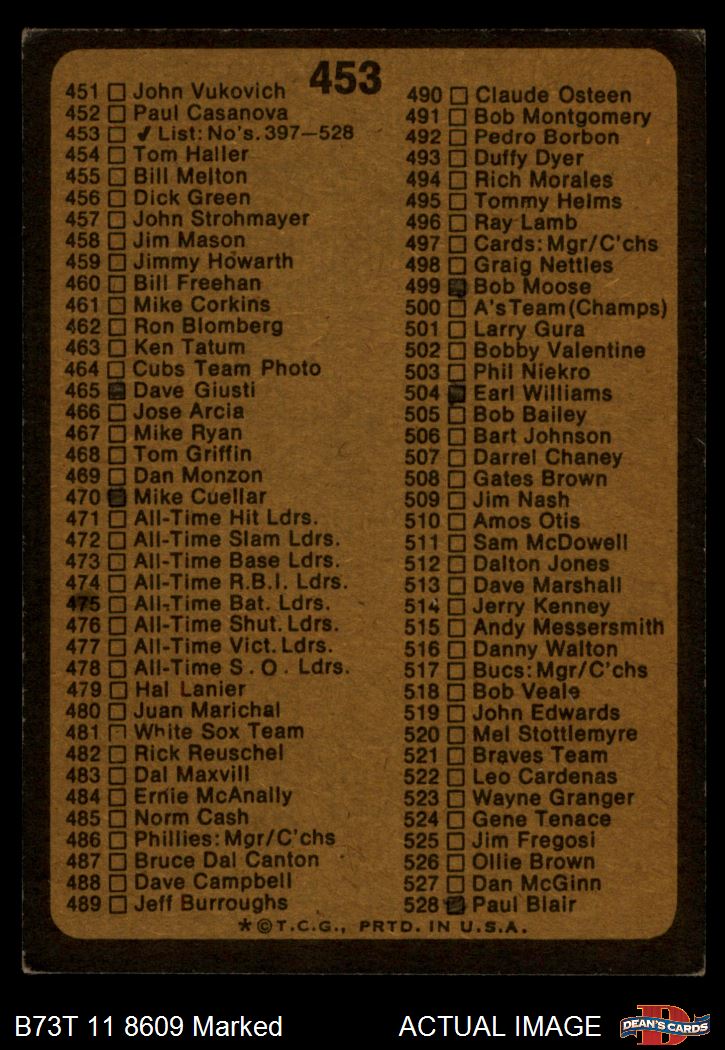 453
451 □ John Vukovich
452 □ Paul Casanova
453 □ ✓ List: No's. 397—528
454 □ Tom Haller
455 □ Bill Melton
456 □ Dick Green
457 □ John Strohmayer
458 □ Jim Mason
459 □ Jimmy Howarth
460 □ Bill Freehan
461 □ Mike Corkins
462 □ Ron Blomberg
463 □ Ken Tatum
464 □ Cubs Team Photo
465 ■ Dave Giusti
466 □ Jose Arcia
467 □ Mike Ryan
468 □ Tom Griffin
469 □ Dan Monzon
470 ■ Mike Cuellar
471 □ All-Time Hit Ldrs.
472 □ All-Time Slam Ldrs.
473 □ All-Time Base Ldrs.
474 □ All-Time R.B.I. Ldrs.
475 □ All-Time Bat. Ldrs.
476 □ All-Time Shut. Ldrs.
477 □ All-Time Vict. Ldrs.
478 □ All-Time S. O. Ldrs.
479 □ Hal Lanier
480 □ Juan Marichal
481 □ White Sox Team
482 □ Rick Reuschel
483 □ Dal Maxvill
484 □ Ernie McAnally
485 □ Norm Cash
486 □ Phillies: Mgr/C'chs
487 □ Bruce Dal Canton
488 □ Dave Campbell
489 □ Jeff Burroughs
490 □ Claude Osteen
491 □ Bob Montgomery
492 □ Pedro Borbon
493 □ Duffy Dyer
494 □ Rich Morales
495 □ Tommy Helms
496 □ Ray Lamb
497 □ Cards: Mgr/C'chs
498 □ Graig Nettles
499 ■ Bob Moose
500 □ A's Team (Champs)
501 □ Larry Gura
502 □ Bobby Valentine
503 □ Phil Niekro
504 ■ Earl Williams
505 □ Bob Bailey
506 □ Bart Johnson
507 □ Darrel Chaney
508 □ Gates Brown
509 □ Jim Nash
510 □ Amos Otis
511 □ Sam McDowell
512 □ Dalton Jones
513 □ Dave Marshall
514 □ Jerry Kenney
515 □ Andy Messersmith
516 □ Danny Walton
517 □ Bucs: Mgr/C'chs
518 □ Bob Veale
519 □ John Edwards
520 □ Mel Stottlemyre
521 □ Braves Team
522 □ Leo Cardenas
523 □ Wayne Granger
524 □ Gene Tenace
525 □ Jim Fregosi
526 □ Ollie Brown
527 □ Dan McGinn
528 ■ Paul Blair
*©T.C.G., PRTD. IN U.S.A.
B73T 11 8609 Marked
ACTUAL IMAGE
D
DEAN'S CARDS